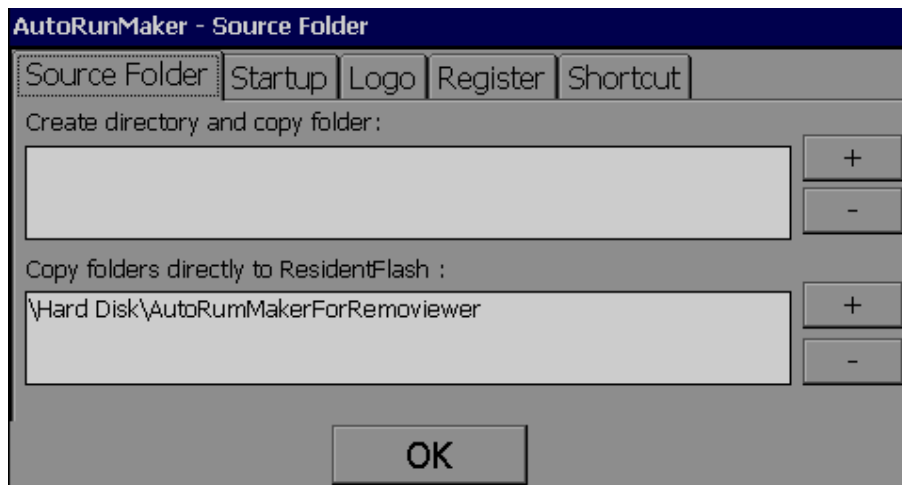 AutoRunMaker - Source Folder
Source Folder Startup Logo Register Shortcut
Create directory and copy folder:
+
-
Copy folders directly to ResidentFlash :
\Hard Disk\AutoRumMakerForRemoviewer
+
-
OK